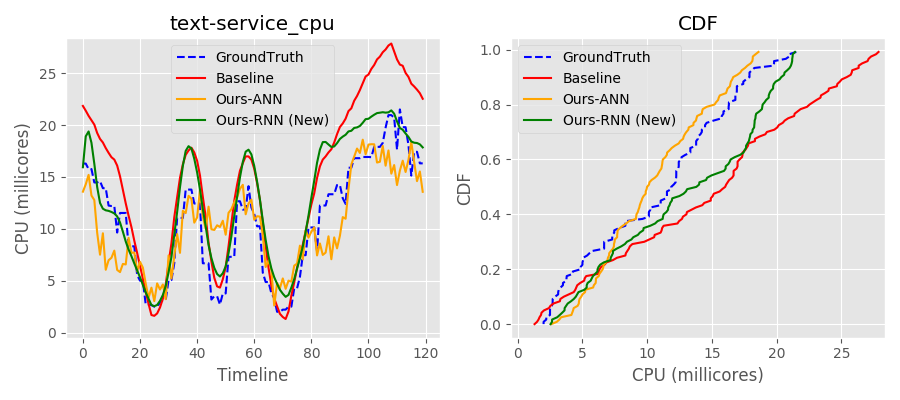 text-service_cpu
CPU (millicores)
25
20
15
10
5
0
GroundTruth
Baseline
Ours-ANN
Ours-RNN (New)
0 20 40 60 80 100 120
Timeline
CDF
CDF
1.0
0.8
0.6
0.4
0.2
0.0
GroundTruth
Baseline
Ours-ANN
Ours-RNN (New)
0 5 10 15 20 25
CPU (millicores)